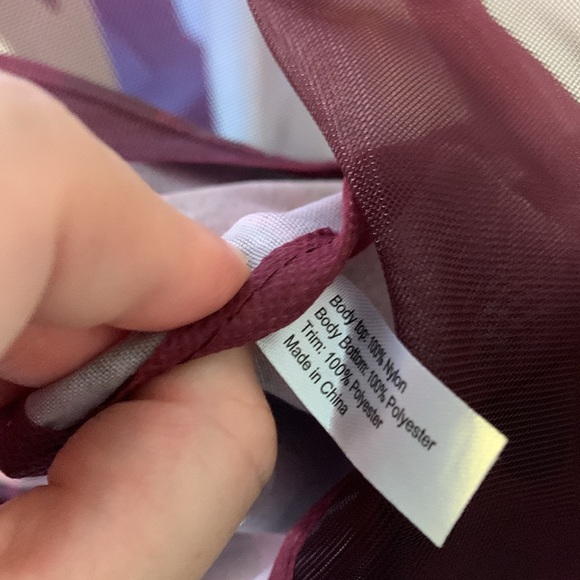 Body top: 100% Nylon
Body Bottom: 100% Polyester
Trim: 100% Polyester
Made in China